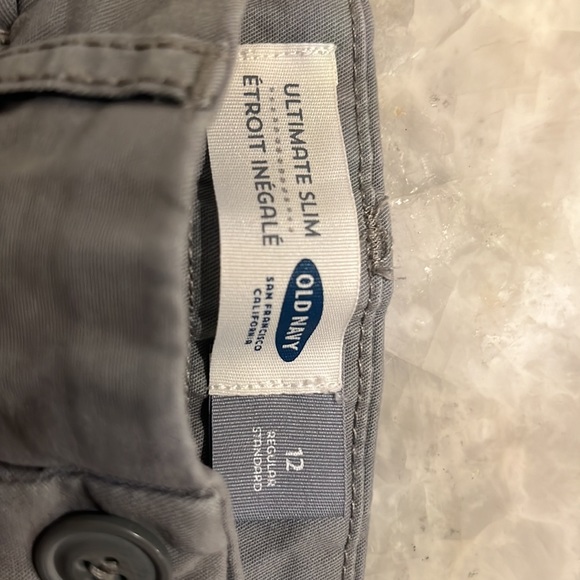 ULTIMATE SLIM
ÉTROIT INÉGALÉ
OLD NAVY
SAN FRANCISCO
CALIFORNIA
12
REGULAR
STANDARD